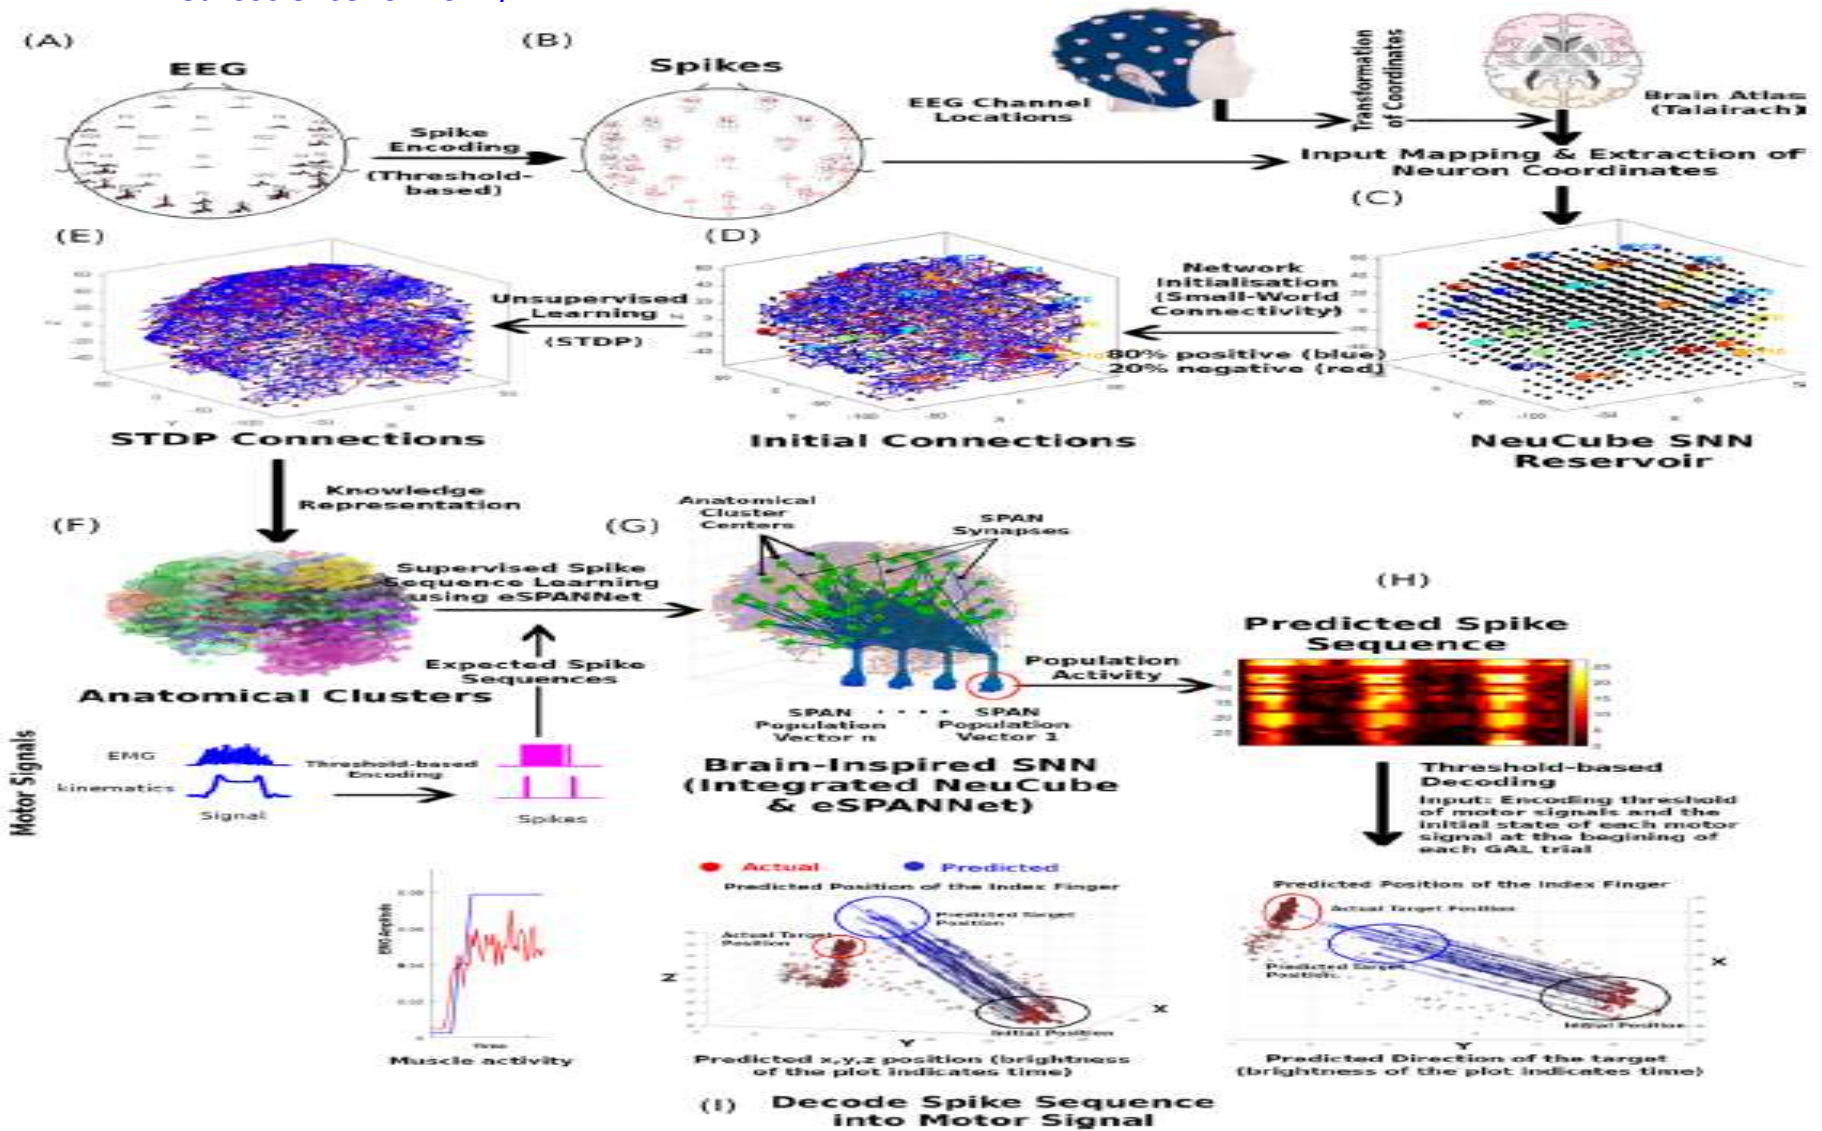 (A)
EEG
Spike
Encoding
(Threshold-
based)
(B)
Spikes
EEG Channel
Locations
Transformation
of Coordinates
Brain Atlas
(Talairach)
Input Mapping & Extraction of
Neuron Coordinates
(C)
NeuCube SNN
Reservoir
Network
Initialisation
(Small-World
Connectivity)
80% positive (blue)
20% negative (red)
(D)
Initial Connections
Unsupervised
Learning
(STDP)
(E)
STDP Connections
Knowledge
Representation
(F)
Anatomical Clusters
Supervised Spike
Sequence Learning
using eSPANNet
Expected Spike
Sequences
Motor Signals
EMG
kinematics
Signal
Threshold-based
Encoding
Spikes
(G)
Anatomical
Cluster
Centers
SPAN
Synapses
SPAN
Population
Vector n
. . . .
SPAN
Population
Vector 1
Brain-Inspired SNN
(Integrated NeuCube
& eSPANNet)
Population
Activity
(H)
Predicted Spike
Sequence
Threshold-based
Decoding
Input: Encoding threshold
of motor signals and the
initial state of each motor
signal at the begining of
each GAL trial
EMG Amplitude
Time
Muscle activity
Actual
Predicted
Predicted Position of the Index Finger
Predicted Target
Position
Actual Target
Position
Initial Position
Z
Y
X
Predicted x,y,z position (brightness
of the plot indicates time)
Predicted Position of the Index Finger
Actual Target Position
Predicted Target
Position
Initial Position
X
Y
Predicted Direction of the target
(brightness of the plot indicates time)
(I) Decode Spike Sequence
into Motor Signal